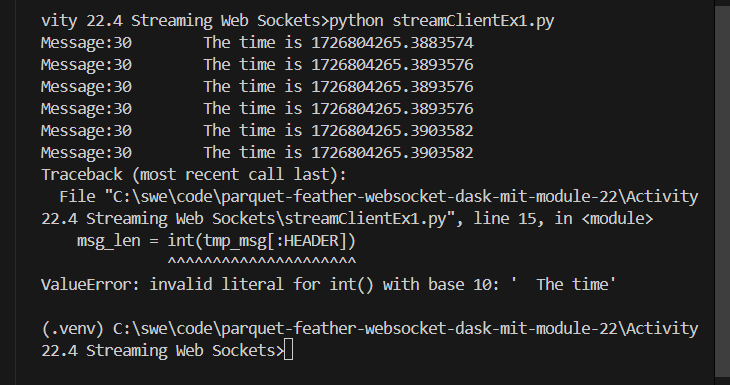 vity 22.4 Streaming Web Sockets>python streamClientEx1.py
Message:30         The time is 1726804265.3883574
Message:30         The time is 1726804265.3893576
Message:30         The time is 1726804265.3893576
Message:30         The time is 1726804265.3893576
Message:30         The time is 1726804265.3903582
Message:30         The time is 1726804265.3903582
Traceback (most recent call last):
  File "C:\swe\code\parquet-feather-websocket-dask-mit-module-22\Activity
22.4 Streaming Web Sockets\streamClientEx1.py", line 15, in <module>
    msg_len = int(tmp_msg[:HEADER])
              ^^^^^^^^^^^^^^^^^^^^^
ValueError: invalid literal for int() with base 10: '  The time'
(.venv) C:\swe\code\parquet-feather-websocket-dask-mit-module-22\Activity
22.4 Streaming Web Sockets>